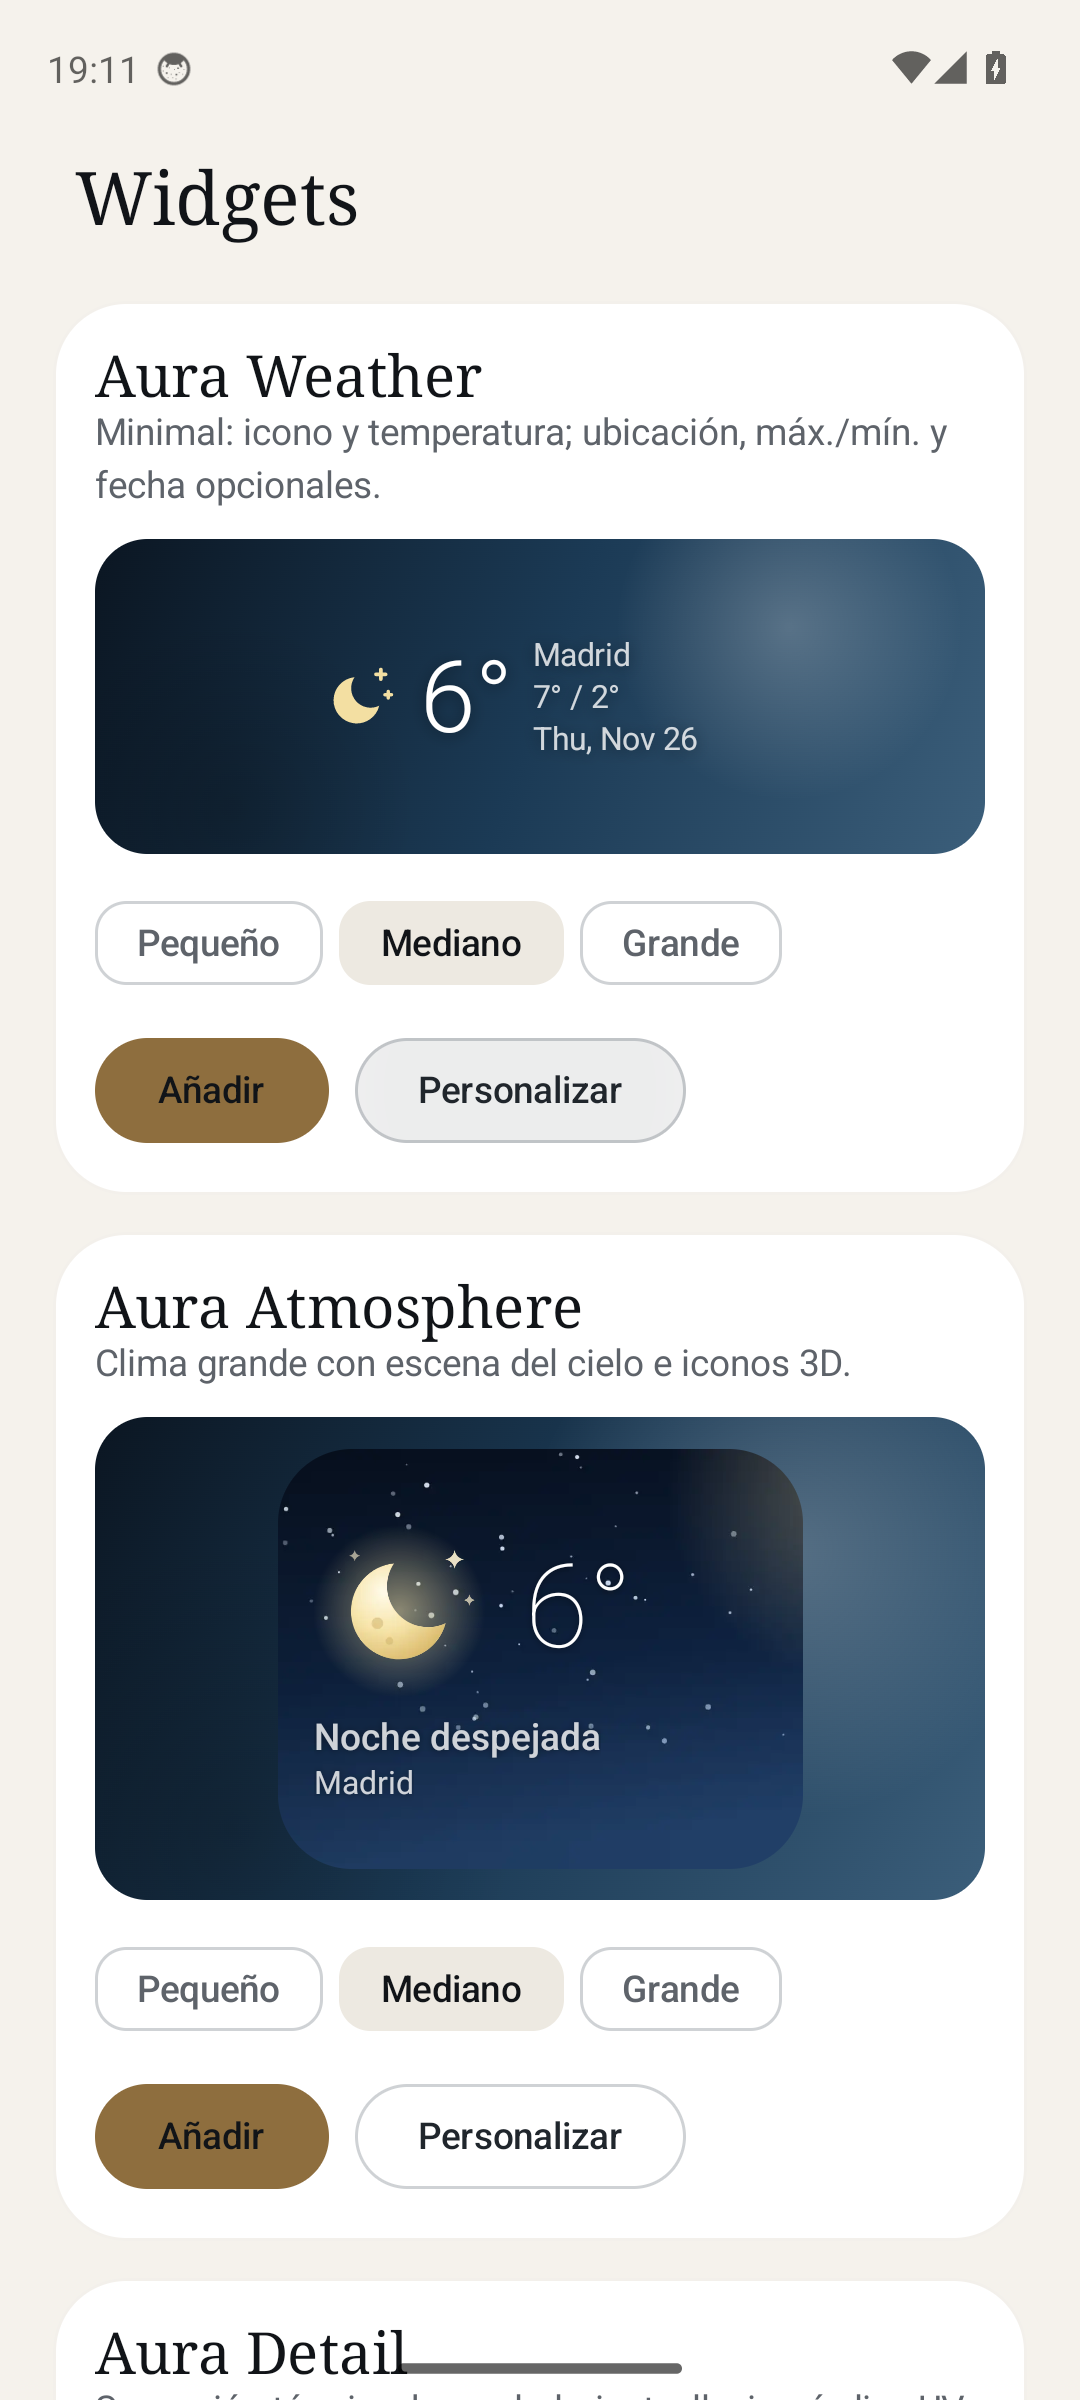 19:11
Widgets
Aura Weather
Minimal: icono y temperatura; ubicación, máx./mín. y
fecha opcionales.
6°
Madrid
7° / 2°
Thu, Nov 26
Pequeño
Mediano
Grande
Añadir
Personalizar
Aura Atmosphere
Clima grande con escena del cielo e iconos 3D.
6°
Noche despejada
Madrid
Pequeño
Mediano
Grande
Añadir
Personalizar
Aura Detail